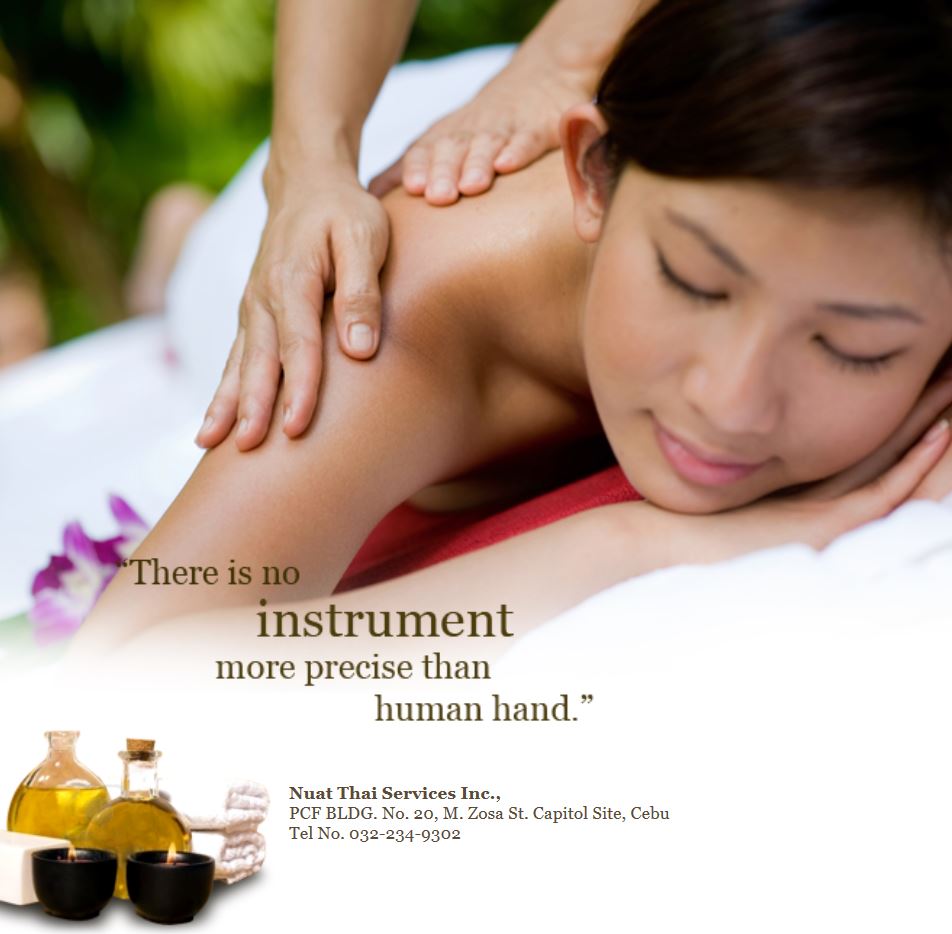 “There is no
instrument
more precise than
human hand.”
Nuat Thai Services Inc.,
PCF BLDG. No. 20, M. Zosa St. Capitol Site, Cebu
Tel No. 032-234-9302